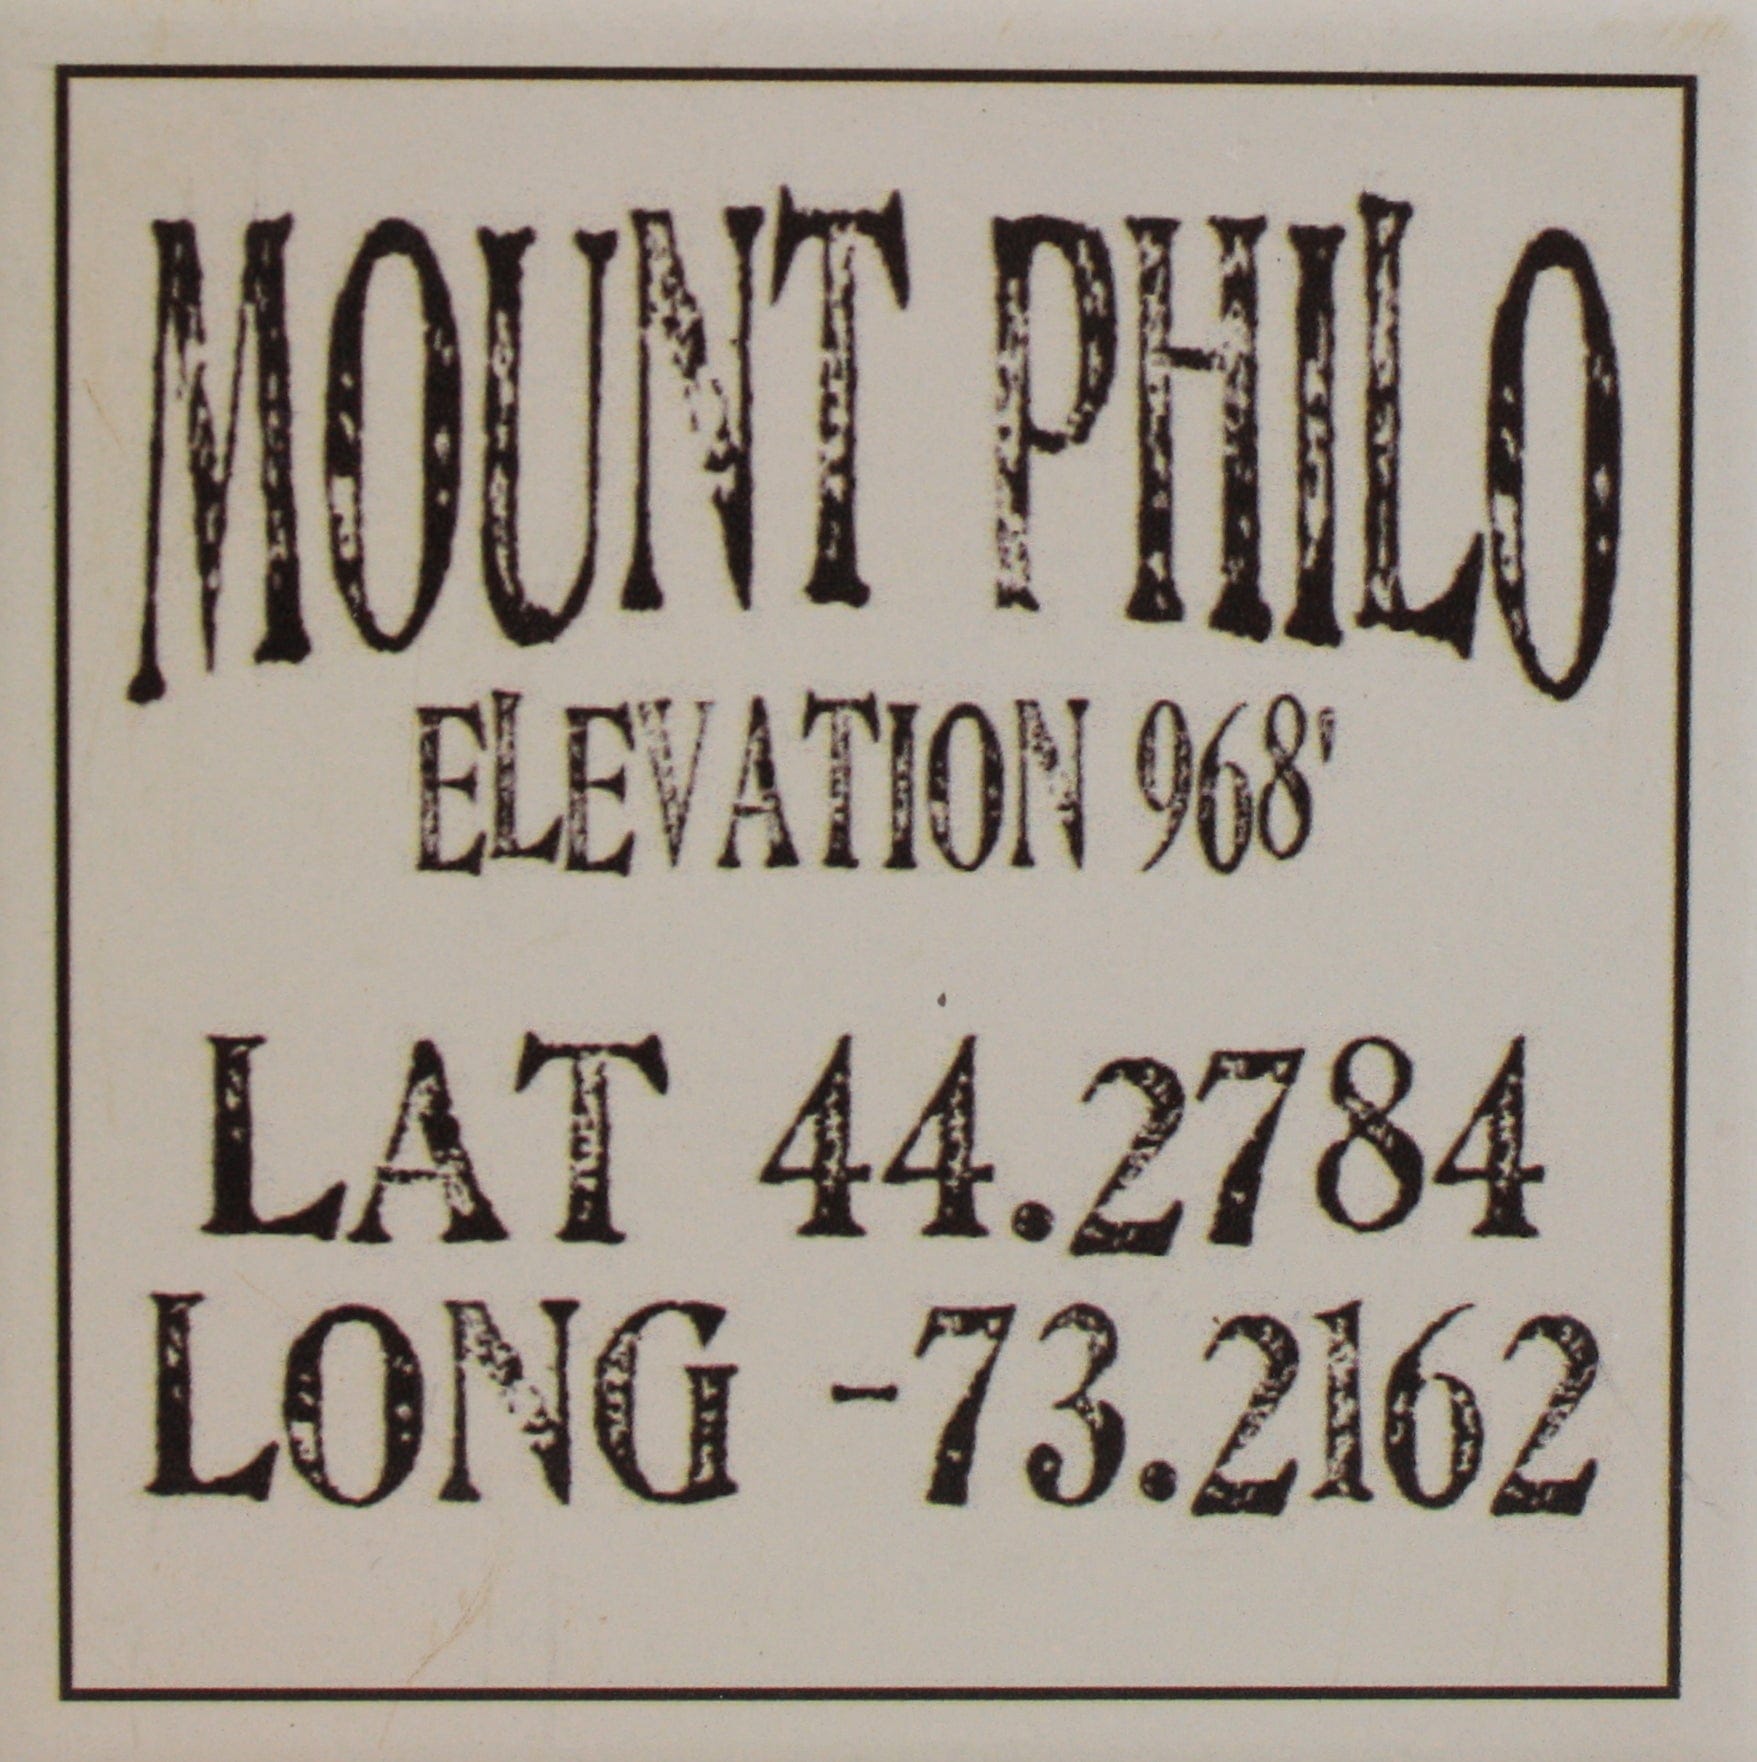 MOUNT PHILO
ELEVATION 968'
LAT 44.2784
LONG -73.2162